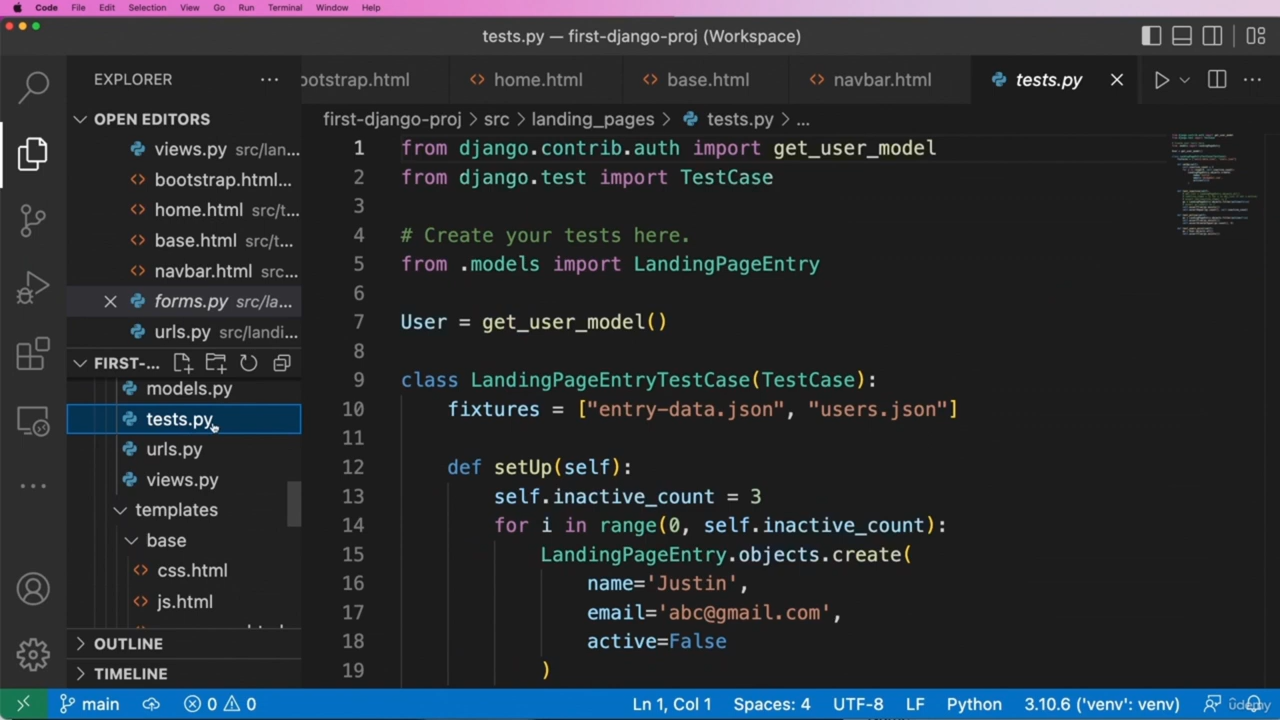 Code File Edit Selection View Go Run Terminal Window Help
tests.py — first-django-proj (Workspace)
EXPLORER
OPEN EDITORS
views.py src/lan...
bootstrap.html...
home.html src/t...
base.html src/t...
navbar.html src...
forms.py src/la...
urls.py src/landi...
FIRST-...
models.py
tests.py
urls.py
views.py
templates
base
css.html
js.html
OUTLINE
TIMELINE
ootstrap.html home.html base.html navbar.html tests.py
first-django-proj > src > landing_pages > tests.py > ...
1 from django.contrib.auth import get_user_model
2 from django.test import TestCase
3
4 # Create your tests here.
5 from .models import LandingPageEntry
6
7 User = get_user_model()
8
9 class LandingPageEntryTestCase(TestCase):
10 fixtures = ["entry-data.json", "users.json"]
11
12 def setUp(self):
13 self.inactive_count = 3
14 for i in range(0, self.inactive_count):
15 LandingPageEntry.objects.create(
16 name='Justin',
17 email='abc@gmail.com',
18 active=False
19 )
main 0 0 Ln 1, Col 1 Spaces: 4 UTF-8 LF Python 3.10.6 ('venv': venv)
udemy